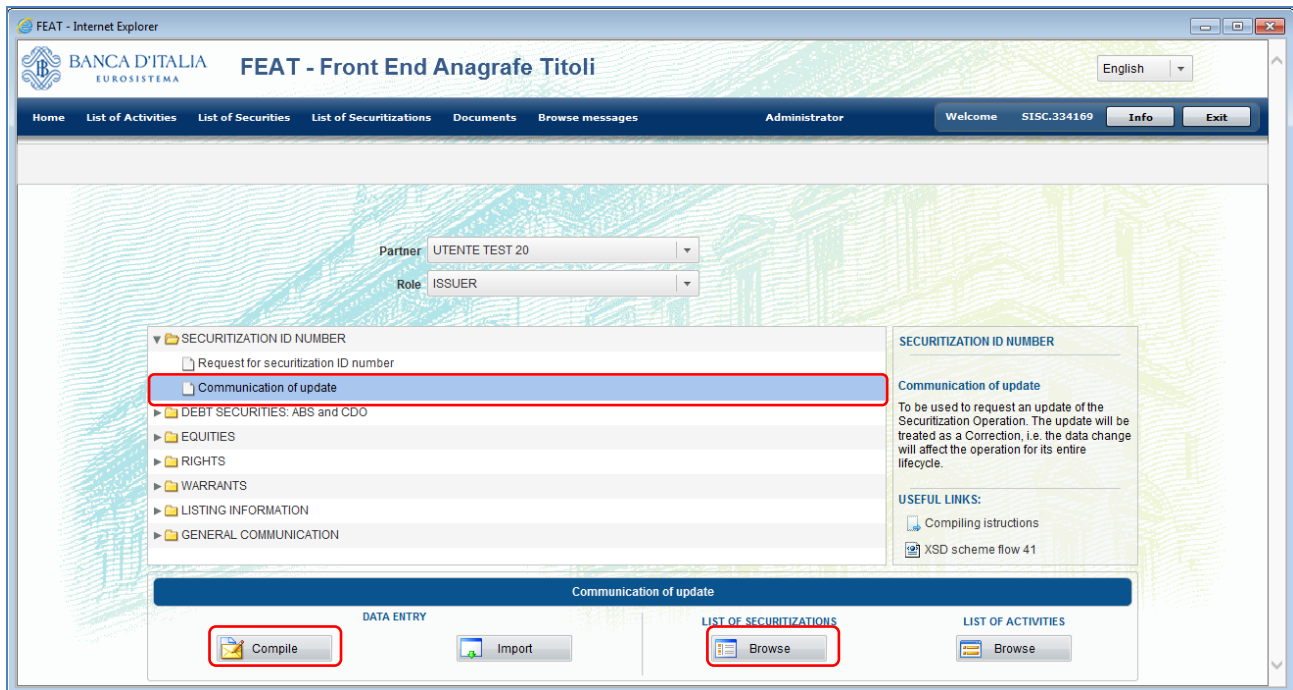 FEAT - Internet Explorer
BANCA D'ITALIA
EUROSISTEMA
FEAT - Front End Anagrafe Titoli
English
Home List of Activities List of Securities List of Securitizations Documents Browse messages Administrator Welcome SISC.334169 Info Exit
Partner UTENTE TEST 20
Role ISSUER
SECURITIZATION ID NUMBER
Request for securitization ID number
Communication of update
DEBT SECURITIES: ABS and CDO
EQUITIES
RIGHTS
WARRANTS
LISTING INFORMATION
GENERAL COMMUNICATION
SECURITIZATION ID NUMBER
Communication of update
To be used to request an update of the
Securitization Operation. The update will be
treated as a Correction, i.e. the data change
will affect the operation for its entire
lifecycle.
USEFUL LINKS:
Compiling istructions
XSD scheme flow 41
Communication of update
DATA ENTRY
Compile Import
LIST OF SECURITIZATIONS
Browse
LIST OF ACTIVITIES
Browse